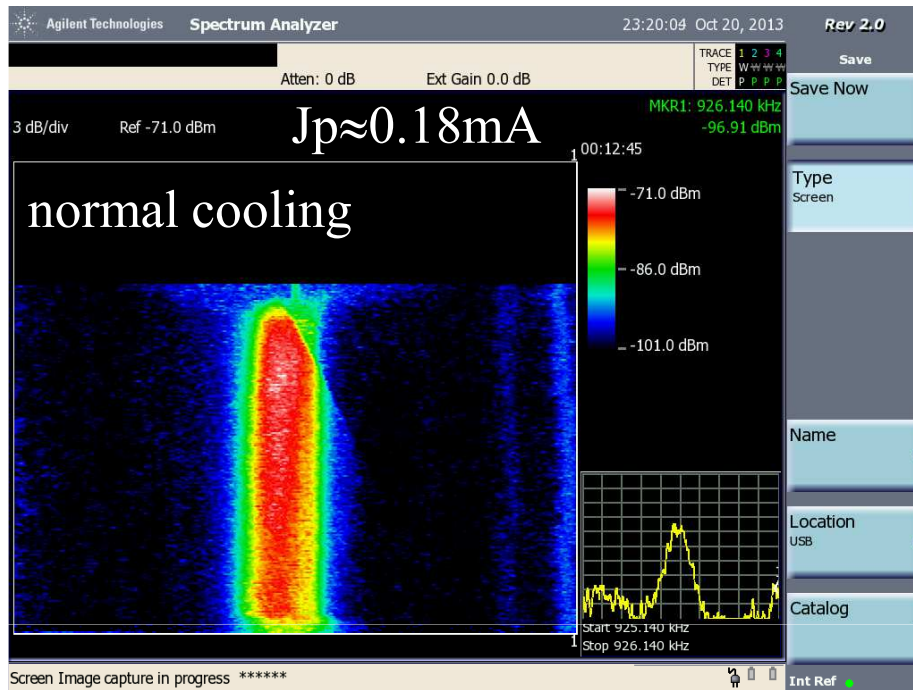 Agilent Technologies Spectrum Analyzer 23:20:04 Oct 20, 2013 Rev 2.0
TRACE 1 2 3 4 Save
TYPE W W W W
DET P P P P
Atten: 0 dB Ext Gain 0.0 dB
Save Now
MKR1: 926.140 kHz
3 dB/div Ref -71.0 dBm Jp≈0.18mA -96.91 dBm
1 00:12:45
Type
Screen
-71.0 dBm
normal cooling
-86.0 dBm
-101.0 dBm
Name
Location
USB
Catalog
Start 925.140 kHz
1 Stop 926.140 kHz
Screen Image capture in progress ****** Int Ref